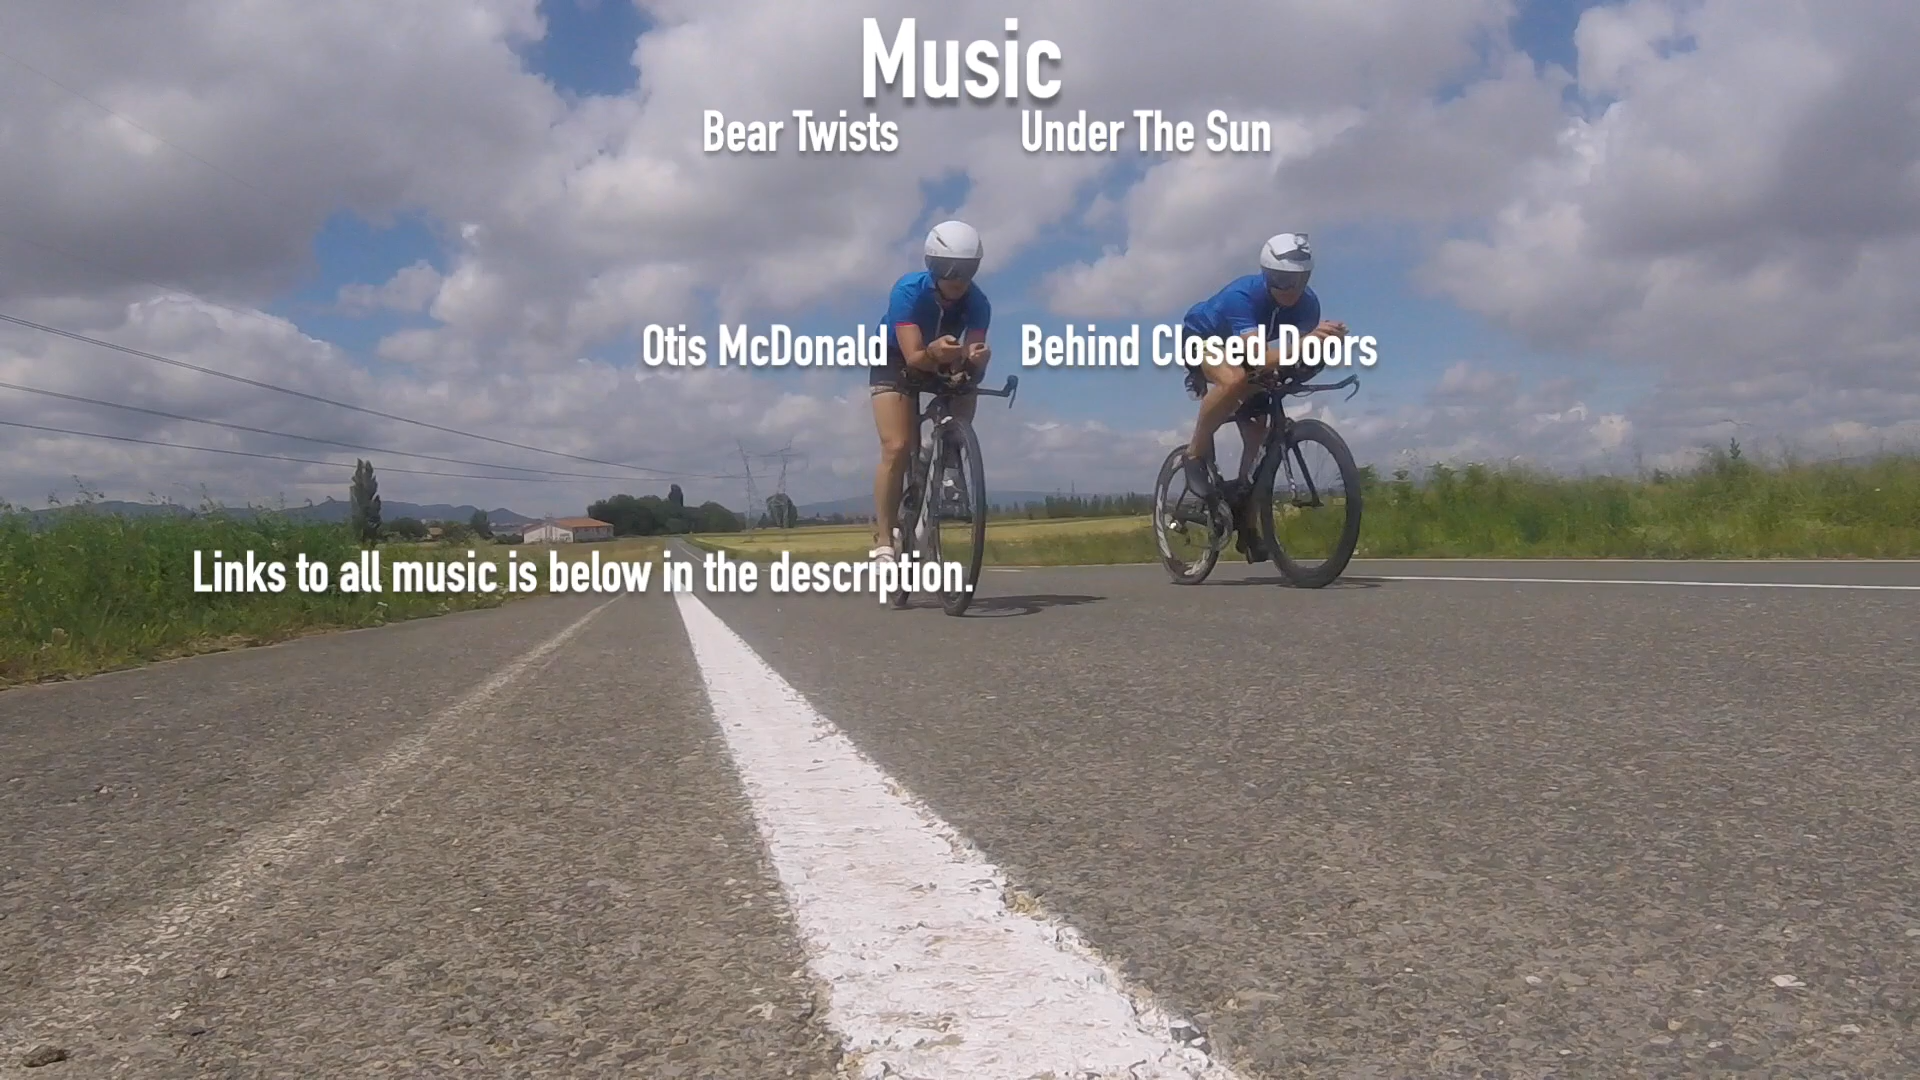 Music
Bear Twists Under The Sun
Otis McDonald Behind Closed Doors
Links to all music is below in the description.